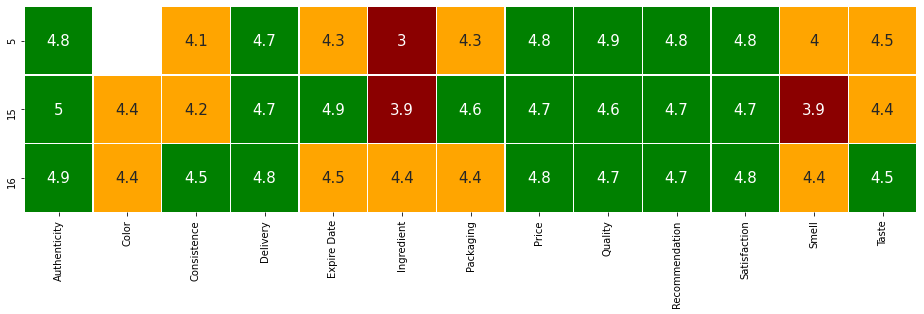 5 4.8 4.1 4.7 4.3 3 4.3 4.8 4.9 4.8 4.8 4 4.5
15 5 4.4 4.2 4.7 4.9 3.9 4.6 4.7 4.6 4.7 4.7 3.9 4.4
16 4.9 4.4 4.5 4.8 4.5 4.4 4.4 4.8 4.7 4.7 4.8 4.4 4.5
Authenticity Color Consistence Delivery Expire Date Ingredient Packaging Price Quality Recommendation Satisfaction Smell Taste